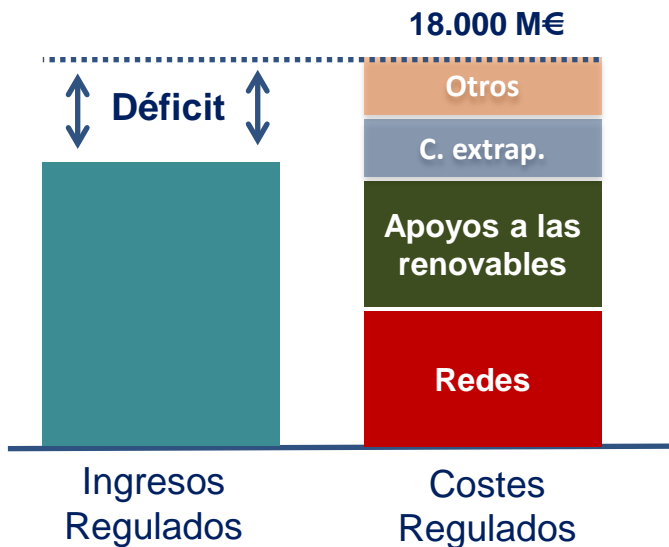 18.000 M€
Déficit
Otros
C. extrap.
Apoyos a las
renovables
Redes
Ingresos
Regulados
Costes
Regulados